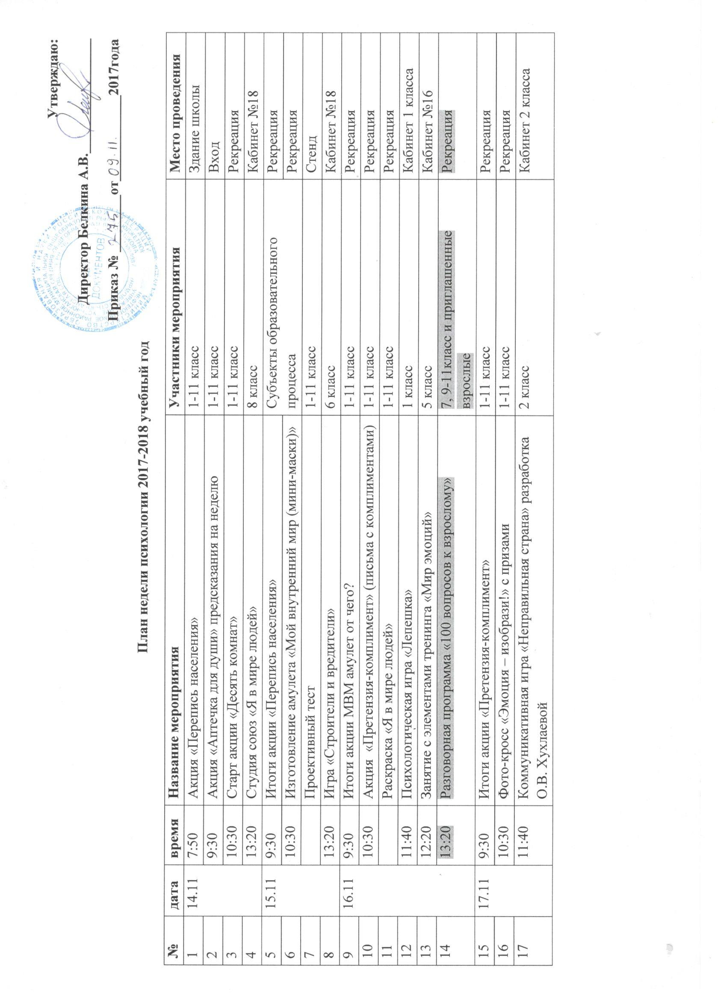 Утверждаю:
Директор Белкина А.В.
Приказ № 275 от 09.11. 2017года
ДОКУМЕНТОВ
План недели психологии 2017-2018 учебный год
№ дата время Название мероприятия Участники мероприятия Место проведения
1 14.11 7:50 Акция «Перепись населения» 1-11 класс Здание школы
2 9:30 Акция «Аптечка для души» предсказания на неделю 1-11 класс Вход
3 10:30 Старт акции «Десять комнат» 1-11 класс Рекреация
4 13:20 Студия союз «Я в мире людей» 8 класс Кабинет №18
5 15.11 9:30 Итоги акции «Перепись населения» Субъекты образовательного Рекреация
6 10:30 Изготовление амулета «Мой внутренний мир (мини-маски)» процесса Рекреация
7 Проективный тест 1-11 класс Стенд
8 13:20 Игра «Строители и вредители» 6 класс Кабинет №18
9 16.11 9:30 Итоги акции МВМ амулет от чего? 1-11 класс Рекреация
10 10:30 Акция «Претензия-комплимент» (письма с комплиментами) 1-11 класс Рекреация
11 Раскраска «Я в мире людей» 1-11 класс Рекреация
12 11:40 Психологическая игра «Лепешка» 1 класс Кабинет 1 класса
13 12:20 Занятие с элементами тренинга «Мир эмоций» 5 класс Кабинет №16
14 13:20 Разговорная программа «100 вопросов к взрослому» 7, 9-11класс и приглашенные Рекреация
взрослые
15 17.11 9:30 Итоги акции «Претензия-комплимент» 1-11 класс Рекреация
16 10:30 Фото-кросс «Эмоция – изобрази!» с призами 1-11 класс Рекреация
17 11:40 Коммуникативная игра «Неправильная страна» разработка 2 класс Кабинет 2 класса
О.В. Хухлаевой